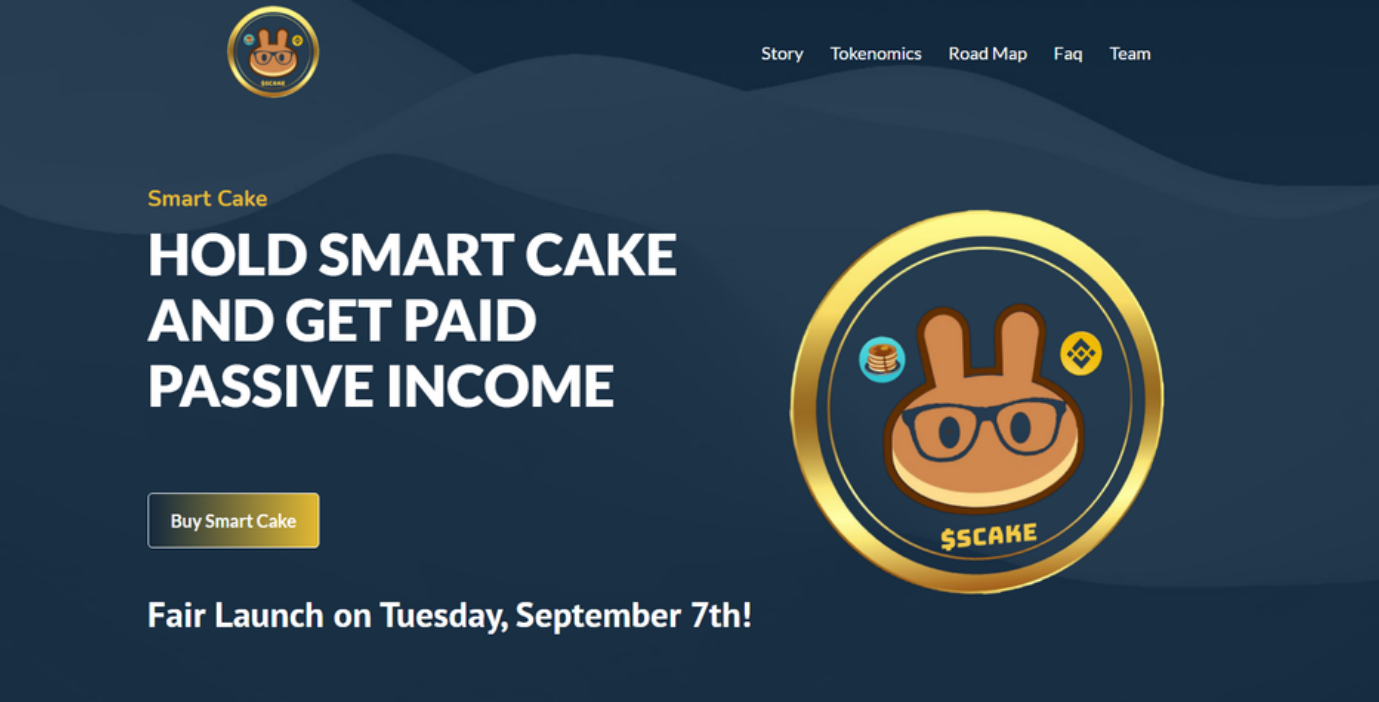 $SCAKE
Story Tokenomics Road Map Faq Team
Smart Cake
HOLD SMART CAKE
AND GET PAID
PASSIVE INCOME
Buy Smart Cake
Fair Launch on Tuesday, September 7th!
$SCAKE